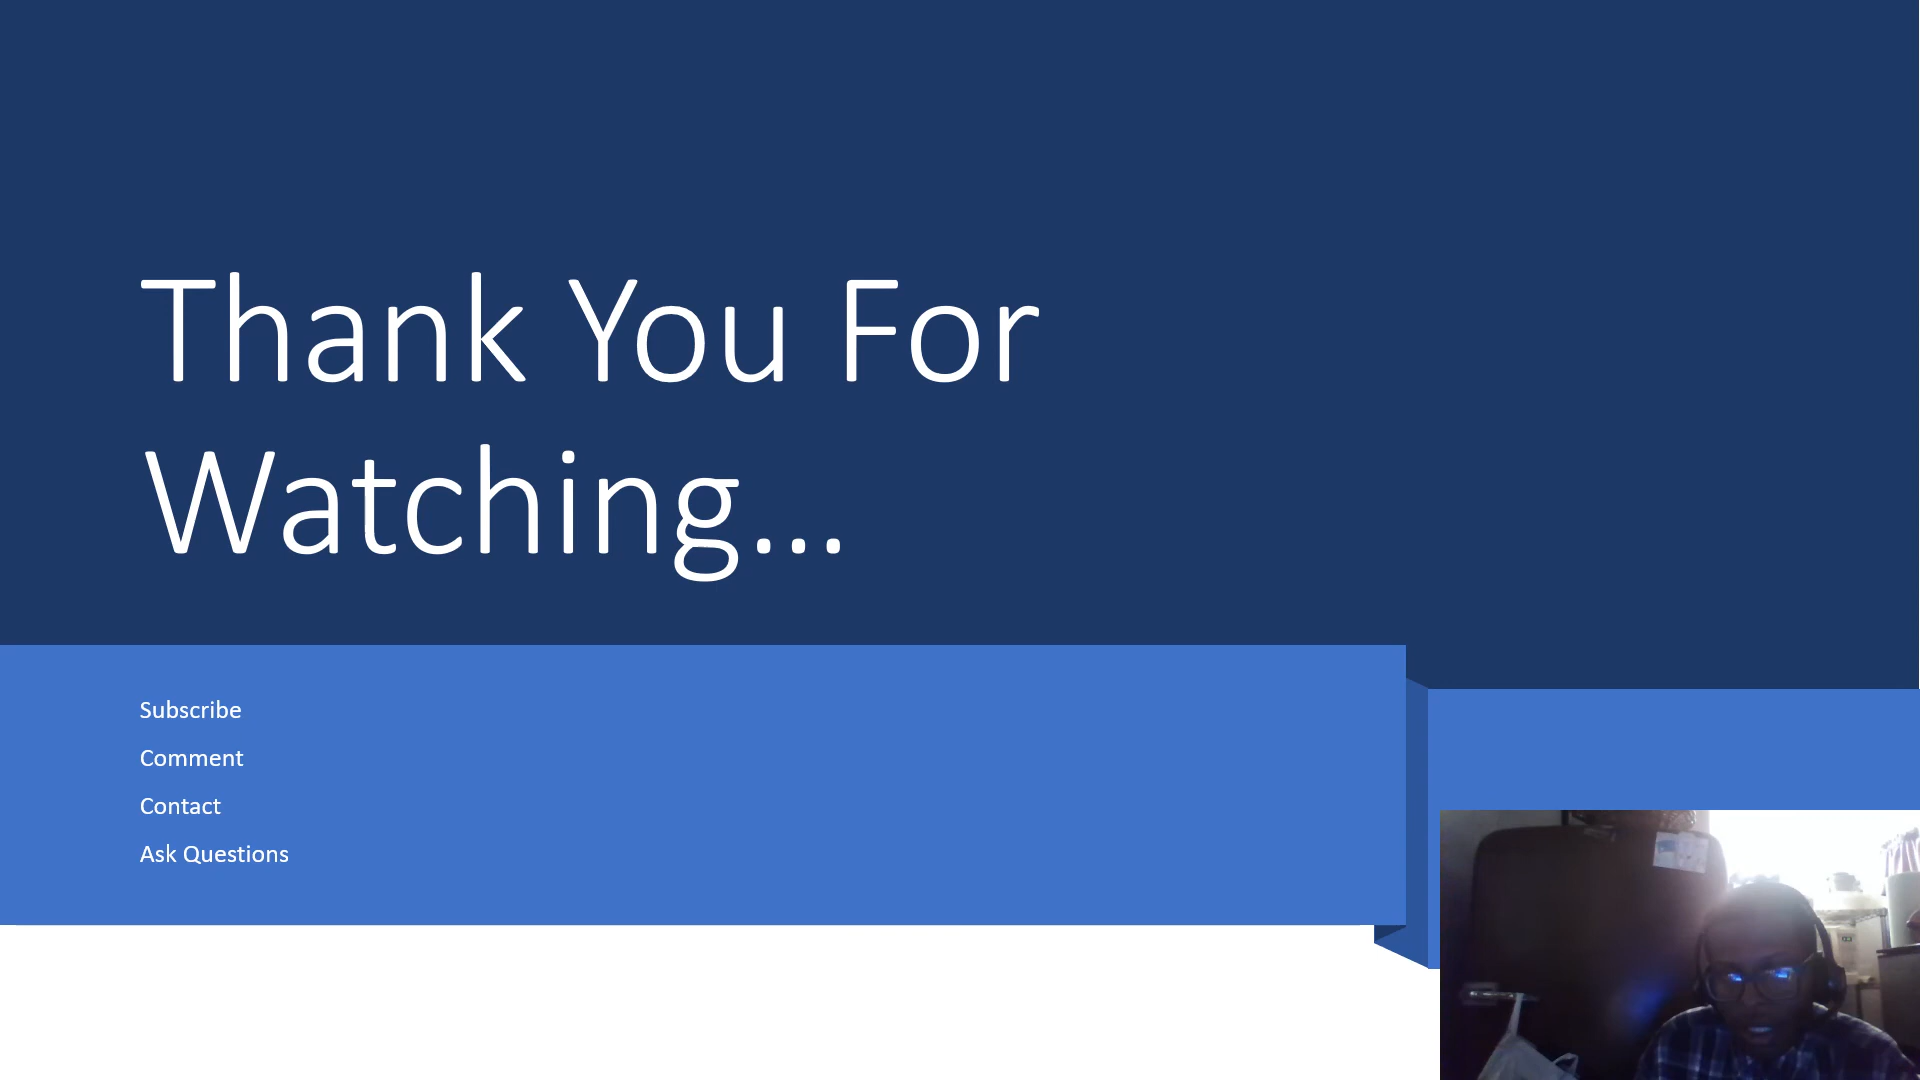 Thank You For
Watching...
Subscribe
Comment
Contact
Ask Questions